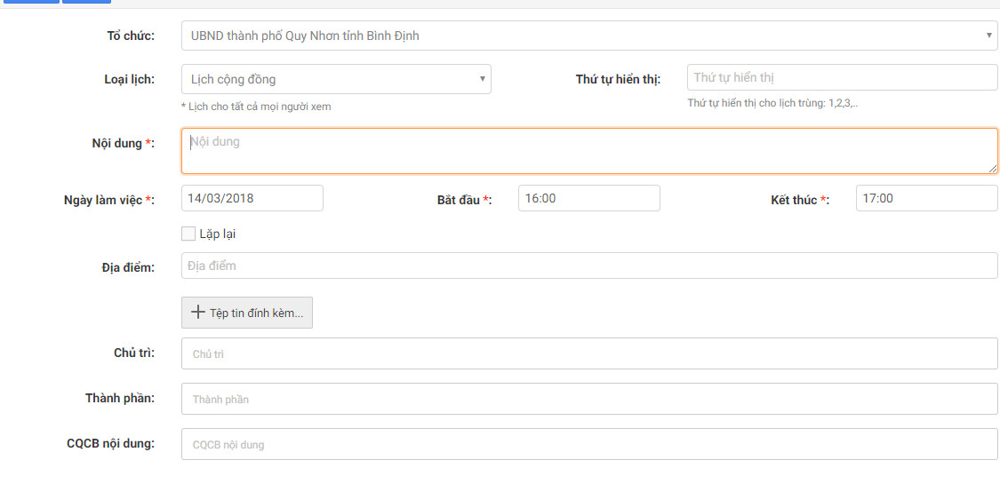 Tổ chức: UBND thành phố Quy Nhơn tỉnh Bình Định
Loại lịch: Lịch cộng đồng Thứ tự hiển thị: Thứ tự hiển thị
* Lịch cho tất cả mọi người xem Thứ tự hiển thị cho lịch trùng: 1,2,3,..
Nội dung *: Nội dung
Ngày làm việc *: 14/03/2018 Bắt đầu *: 16:00 Kết thúc *: 17:00
Lặp lại
Địa điểm: Địa điểm
Tệp tin đính kèm...
Chủ trì: Chủ trì
Thành phần: Thành phần
CQCB nội dung: CQCB nội dung